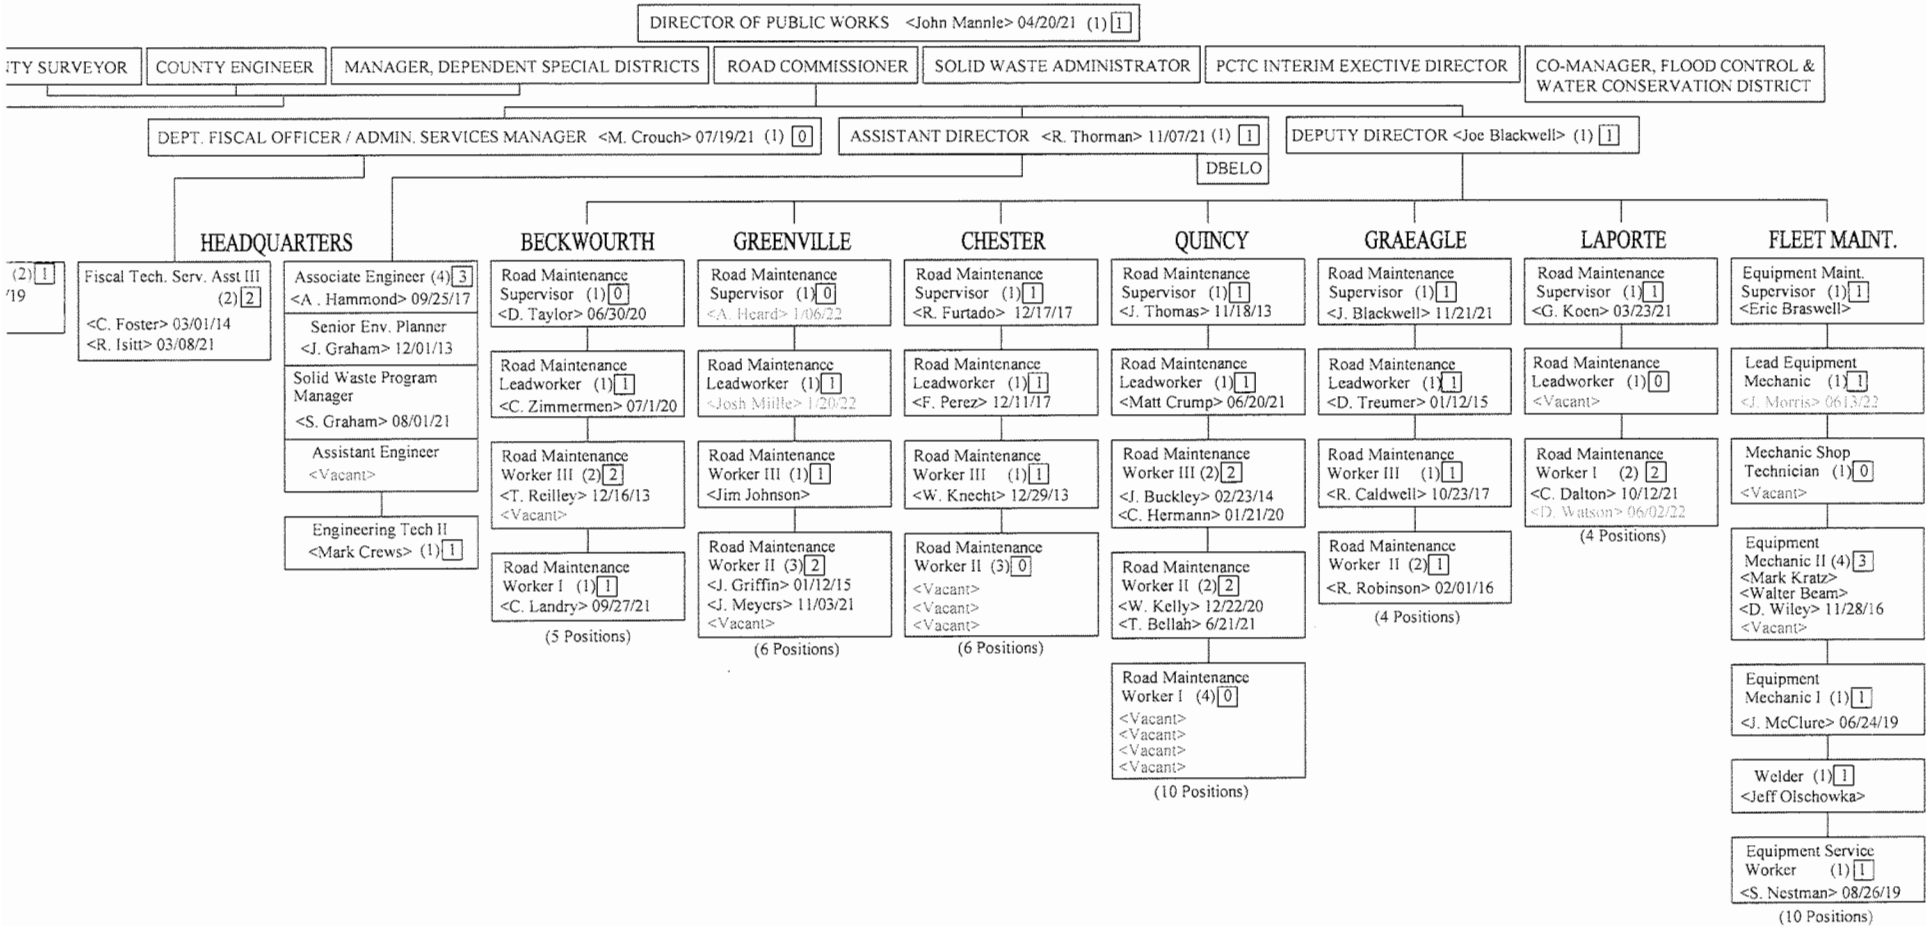 DIRECTOR OF PUBLIC WORKS <John Mannle> 04/20/21 (1) 1
TY SURVEYOR
COUNTY ENGINEER
MANAGER, DEPENDENT SPECIAL DISTRICTS
ROAD COMMISSIONER
SOLID WASTE ADMINISTRATOR
PCTC INTERIM EXECTIVE DIRECTOR
CO-MANAGER, FLOOD CONTROL &
WATER CONSERVATION DISTRICT
DEPT. FISCAL OFFICER / ADMIN. SERVICES MANAGER <M. Crouch> 07/19/21 (1) 0
ASSISTANT DIRECTOR <R. Thorman> 11/07/21 (1) 1
DBELO
DEPUTY DIRECTOR <Joe Blackwell> (1) 1
HEADQUARTERS
(2) 1
/19
Fiscal Tech. Serv. Asst III
(2) 2
<C. Foster> 03/01/14
<R. Isitt> 03/08/21
Associate Engineer (4) 3
<A . Hammond> 09/25/17
Senior Env. Planner
<J. Graham> 12/01/13
Solid Waste Program
Manager
<S. Graham> 08/01/21
Assistant Engineer
<Vacant>
Engineering Tech II
<Mark Crews> (1) 1
BECKWOURTH
Road Maintenance
Supervisor (1) 0
<D. Taylor> 06/30/20
Road Maintenance
Leadworker (1) 1
<C. Zimmermen> 07/1/20
Road Maintenance
Worker III (2) 2
<T. Reilley> 12/16/13
<Vacant>
Road Maintenance
Worker I (1) 1
<C. Landry> 09/27/21
(5 Positions)
GREENVILLE
Road Maintenance
Supervisor (1) 0
<A. Heard> 1/06/22
Road Maintenance
Leadworker (1) 1
<Josh Miille> 1/20/22
Road Maintenance
Worker III (1) 1
<Jim Johnson>
Road Maintenance
Worker II (3) 2
<J. Griffin> 01/12/15
<J. Meyers> 11/03/21
<Vacant>
(6 Positions)
CHESTER
Road Maintenance
Supervisor (1) 1
<R. Furtado> 12/17/17
Road Maintenance
Leadworker (1) 1
<F. Perez> 12/11/17
Road Maintenance
Worker III (1) 1
<W. Knecht> 12/29/13
Road Maintenance
Worker II (3) 0
<Vacant>
<Vacant>
<Vacant>
(6 Positions)
QUINCY
Road Maintenance
Supervisor (1) 1
<J. Thomas> 11/18/13
Road Maintenance
Leadworker (1) 1
<Matt Crump> 06/20/21
Road Maintenance
Worker III (2) 2
<J. Buckley> 02/23/14
<C. Hermann> 01/21/20
Road Maintenance
Worker II (2) 2
<W. Kelly> 12/22/20
<T. Bellah> 6/21/21
Road Maintenance
Worker I (4) 0
<Vacant>
<Vacant>
<Vacant>
<Vacant>
(10 Positions)
GRAEAGLE
Road Maintenance
Supervisor (1) 1
<J. Blackwell> 11/21/21
Road Maintenance
Leadworker (1) 1
<D. Treumer> 01/12/15
Road Maintenance
Worker III (1) 1
<R. Caldwell> 10/23/17
Road Maintenance
Worker II (2) 1
<R. Robinson> 02/01/16
(4 Positions)
LAPORTE
Road Maintenance
Supervisor (1) 1
<G. Koen> 03/23/21
Road Maintenance
Leadworker (1) 0
<Vacant>
Road Maintenance
Worker I (2) 2
<C. Dalton> 10/12/21
<D. Watson> 06/02/22
(4 Positions)
FLEET MAINT.
Equipment Maint.
Supervisor (1) 1
<Eric Braswell>
Lead Equipment
Mechanic (1) 1
<J. Morris> 0613/22
Mechanic Shop
Technician (1) 0
<Vacant>
Equipment
Mechanic II (4) 3
<Mark Kratz>
<Walter Beam>
<D. Wiley> 11/28/16
<Vacant>
Equipment
Mechanic I (1) 1
<J. McClure> 06/24/19
Welder (1) 1
<Jeff Olschowka>
Equipment Service
Worker (1) 1
<S. Nestman> 08/26/19
(10 Positions)